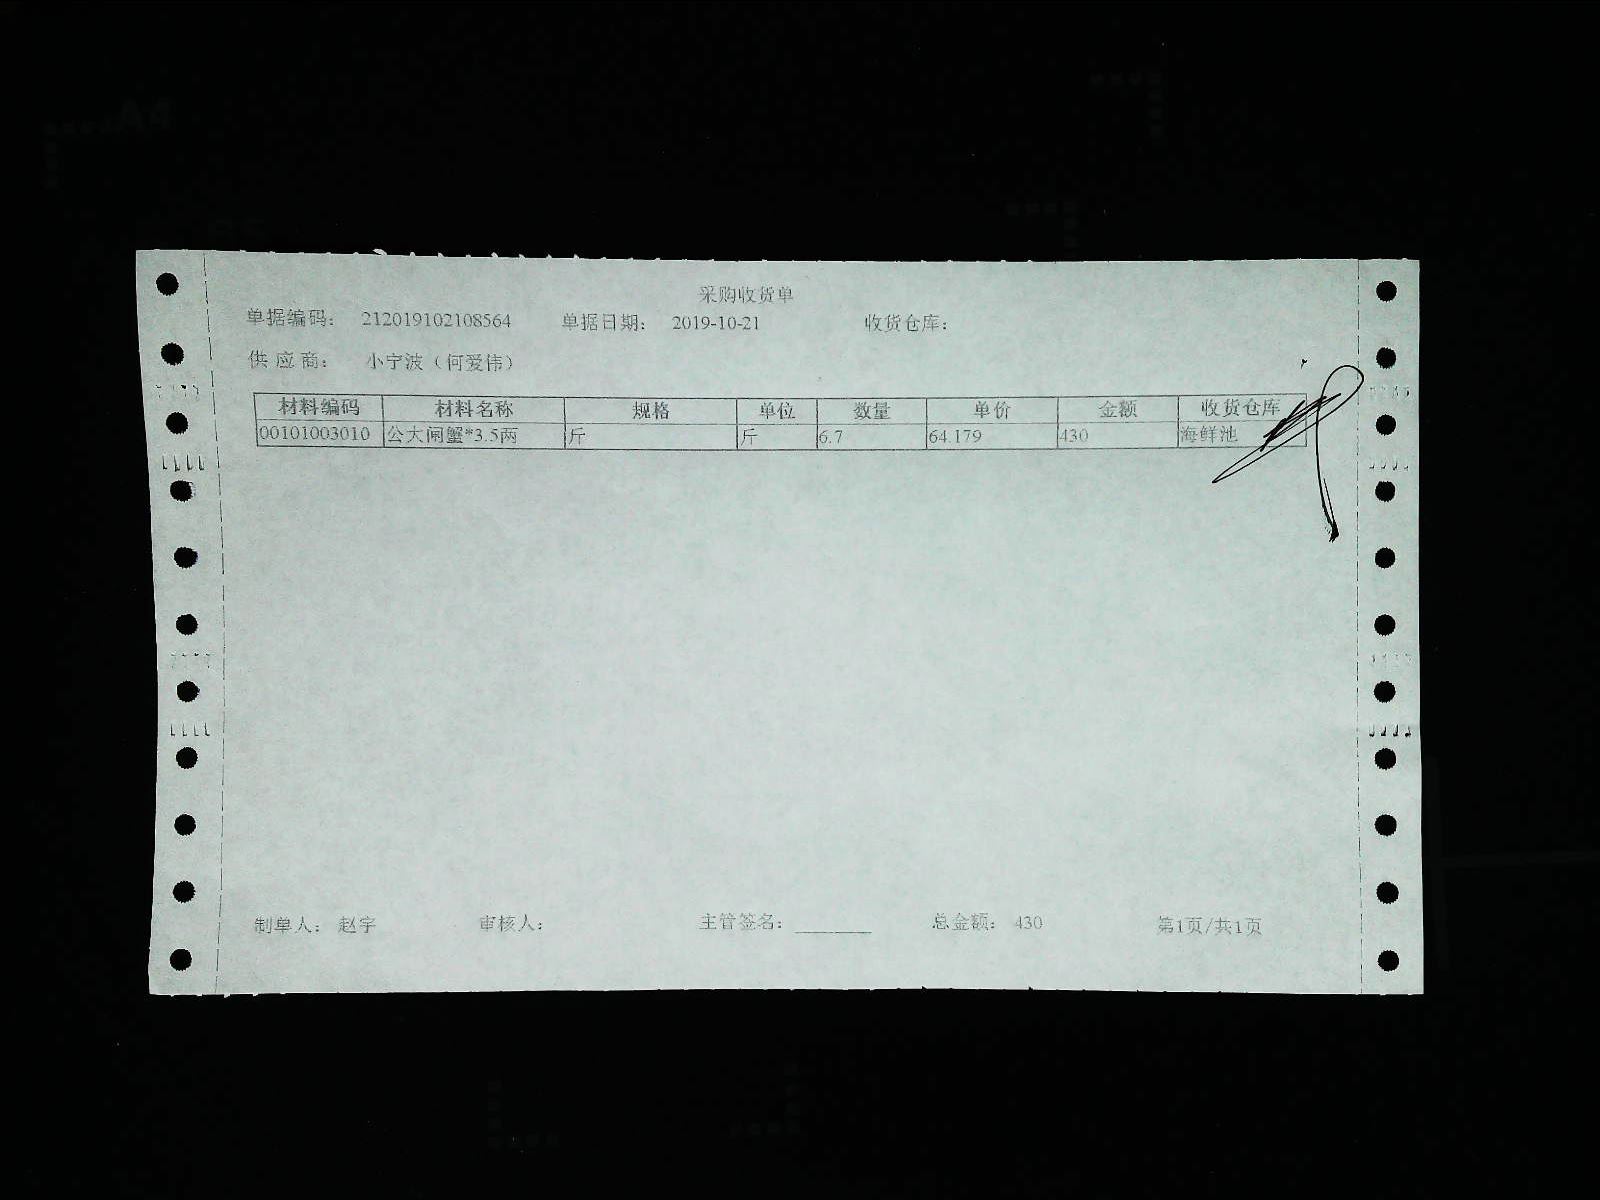 采购收货单
单据编码： 212019102108564 单据日期： 2019-10-21 收货仓库：
供 应 商： 小宁波（何爱伟）
材料编码 材料名称 规格 单位 数量 单价 金额 收货仓库
00101003010 公大闸蟹*3.5两 斤 斤 6.7 64.179 430 海鲜池
制单人： 赵宇 审核人： 主管签名： ________ 总金额： 430 第1页/共1页